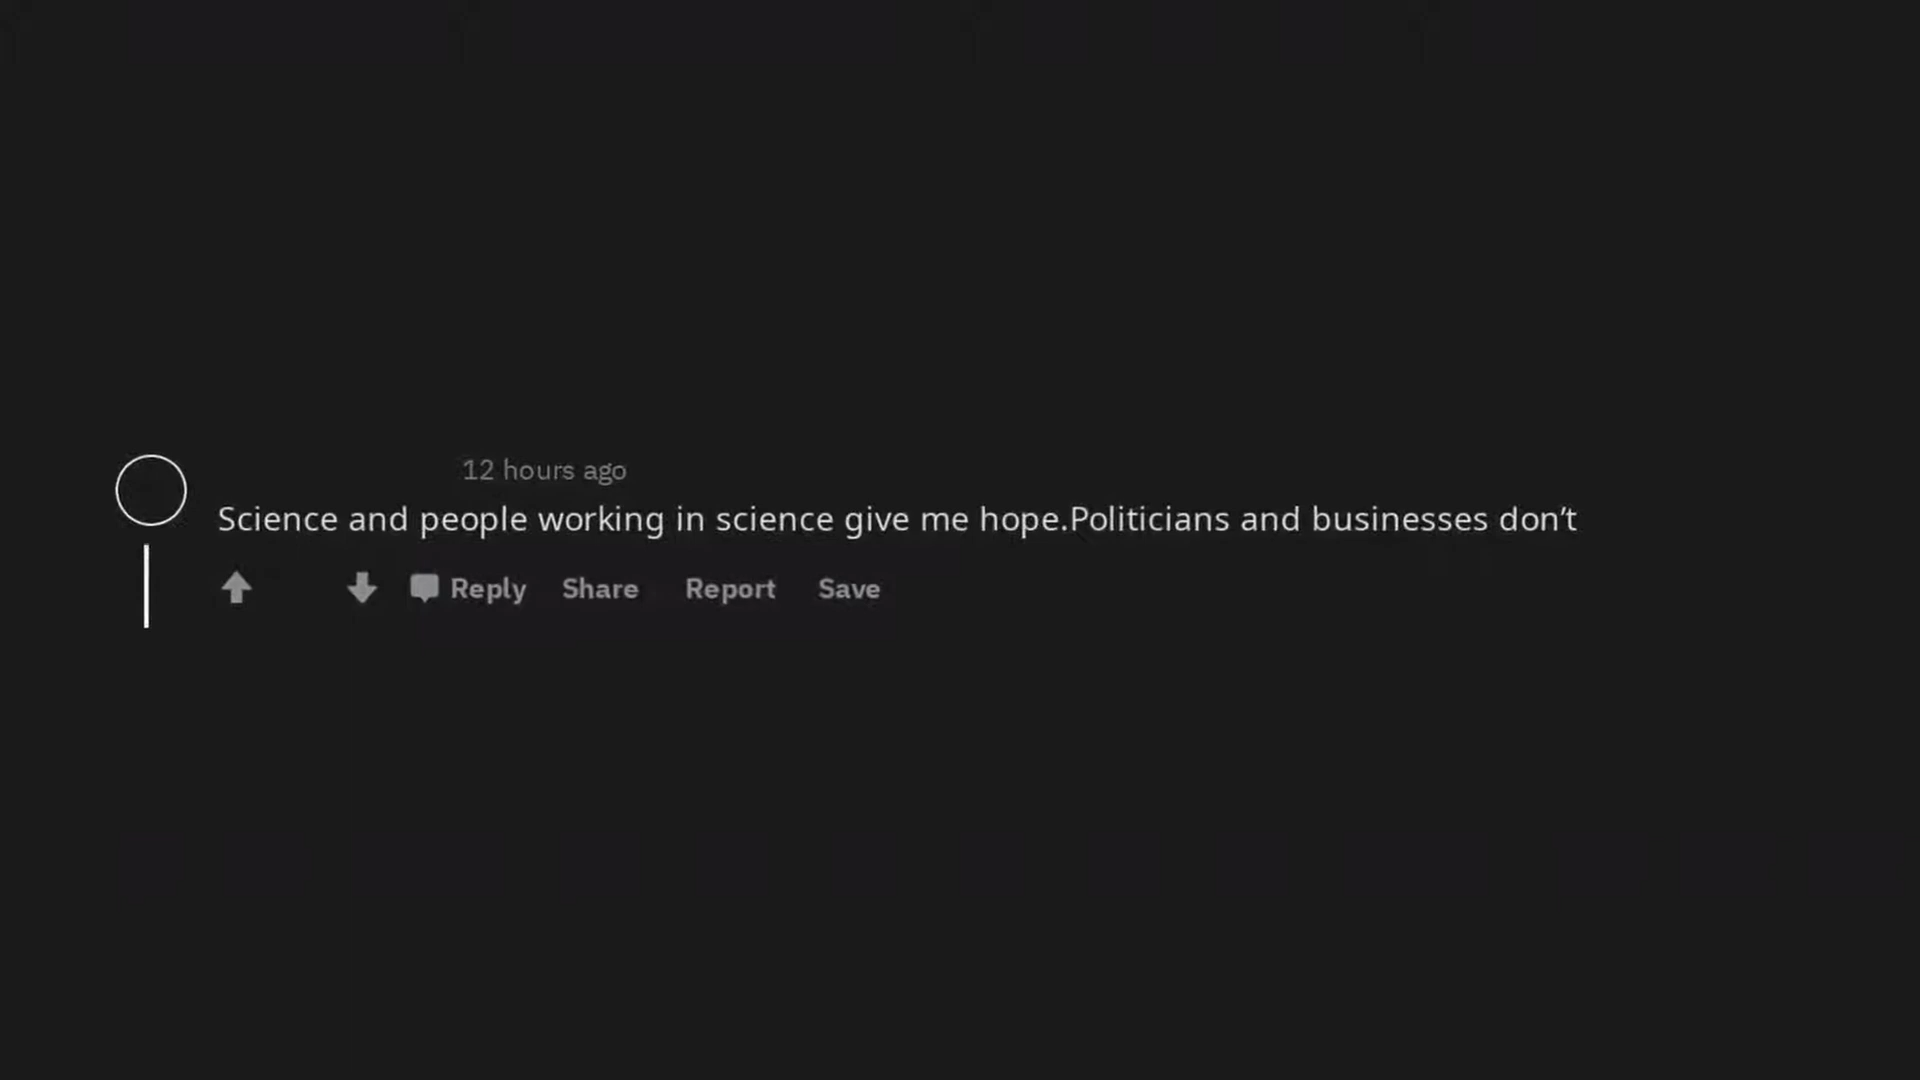 12 hours ago
Science and people working in science give me hope.Politicians and businesses don’t
Reply Share Report Save